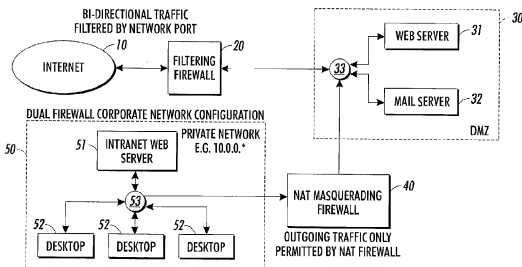 BI-DIRECTIONAL TRAFFIC
FILTERED BY NETWORK PORT
10
20
30
INTERNET
FILTERING
FIREWALL
33
WEB SERVER
31
MAIL SERVER
32
DMZ
DUAL FIREWALL CORPORATE NETWORK CONFIGURATION
50
51
PRIVATE NETWORK
E.G. 10.0.0.*
INTRANET WEB
SERVER
53
52
52
52
DESKTOP
DESKTOP
DESKTOP
NAT MASQUERADING
FIREWALL
40
OUTGOING TRAFFIC ONLY
PERMITTED BY NAT FIREWALL